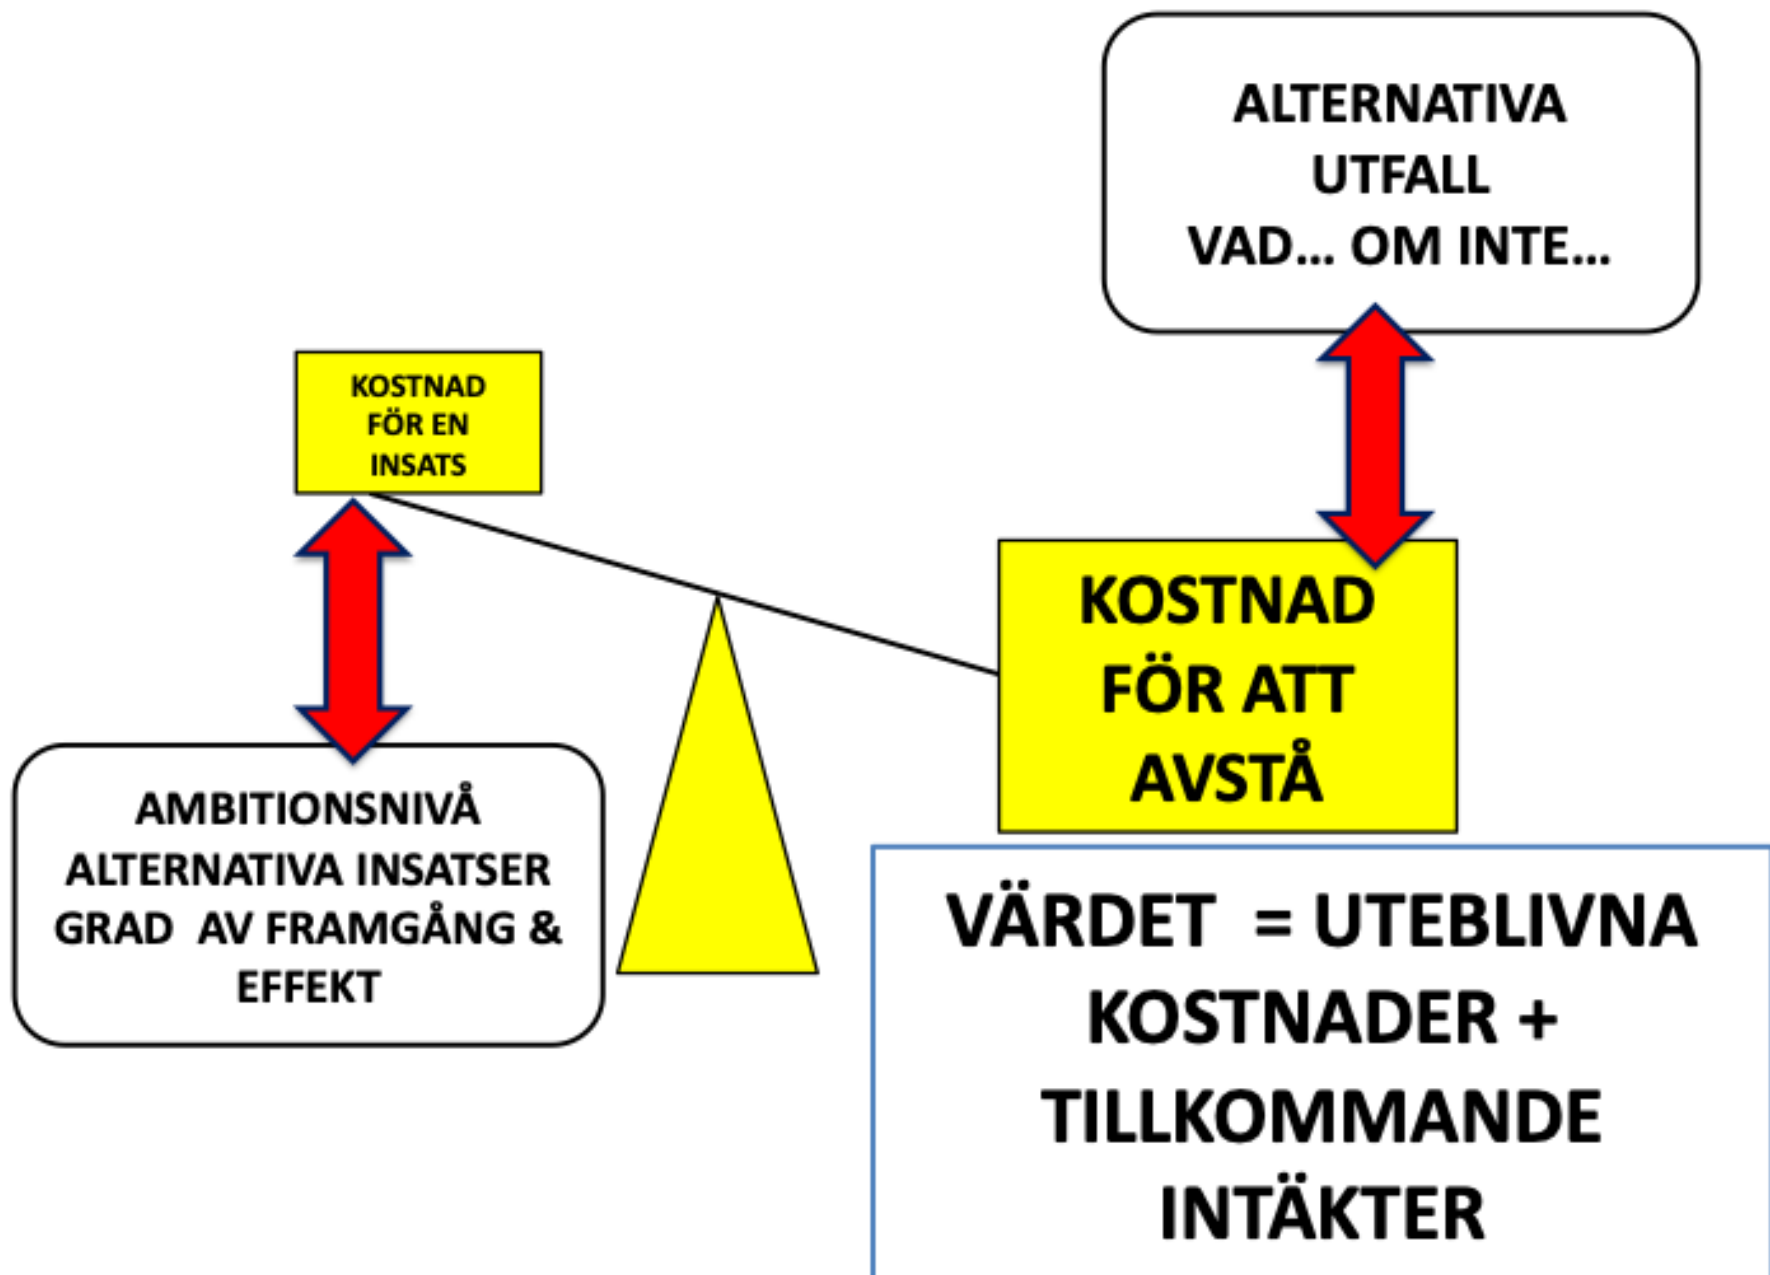 ALTERNATIVA
UTFALL
VAD... OM INTE...
KOSTNAD
FÖR EN
INSATS
KOSTNAD
FÖR ATT
AVSTÅ
AMBITIONSNIVÅ
ALTERNATIVA INSATSER
GRAD AV FRAMGÅNG &
EFFEKT
VÄRDET = UTEBLIVNA
KOSTNADER +
TILLKOMMANDE
INTÄKTER